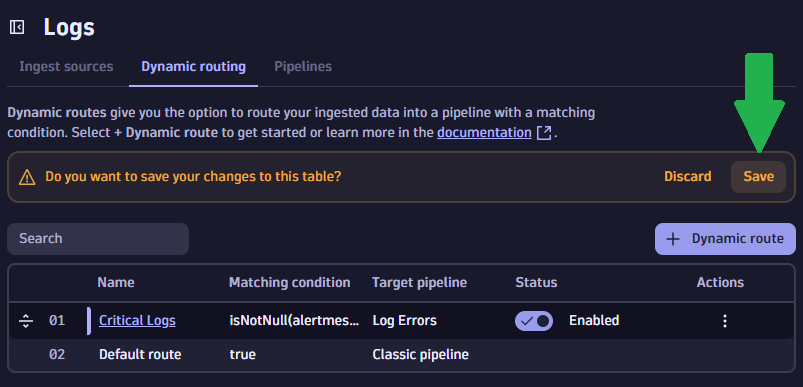 Logs
Ingest sources Dynamic routing Pipelines
Dynamic routes give you the option to route your ingested data into a pipeline with a matching
condition. Select + Dynamic route to get started or learn more in the documentation.
Do you want to save your changes to this table? Discard Save
Search + Dynamic route
Name Matching condition Target pipeline Status Actions
01 Critical Logs isNotNull(alertmes... Log Errors Enabled
02 Default route true Classic pipeline